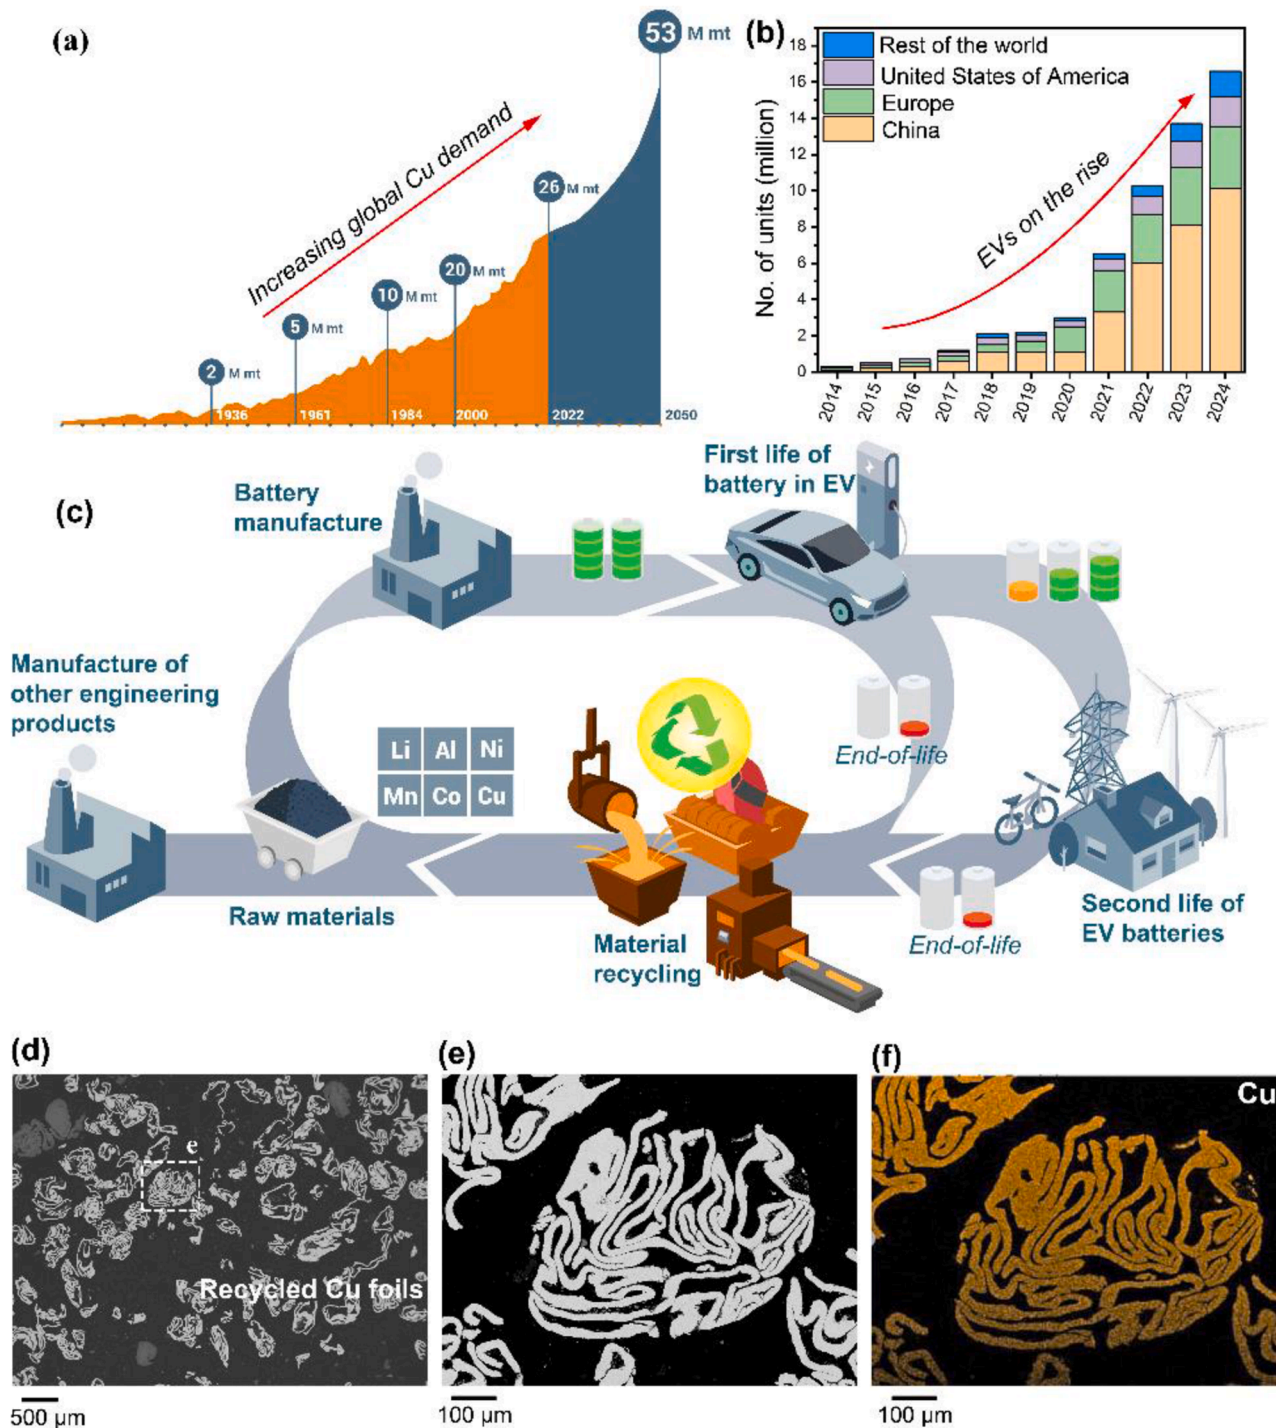 (a)
53 M mt
Increasing global Cu demand
26 M mt
20 M mt
10 M mt
5 M mt
2 M mt
1936
1961
1984
2000
2022
2050
(b)
Rest of the world
United States of America
Europe
China
EVs on the rise
No. of units (million)
18
16
14
12
10
8
6
4
2
0
2014
2015
2016
2017
2018
2019
2020
2021
2022
2023
2024
(c)
Battery
manufacture
First life of
battery in EV
Manufacture of
other engineering
products
Li Al Ni
Mn Co Cu
End-of-life
Raw materials
Material
recycling
End-of-life
Second life of
EV batteries
(d)
e
Recycled Cu foils
500 μm
(e)
100 μm
(f)
Cu
100 μm